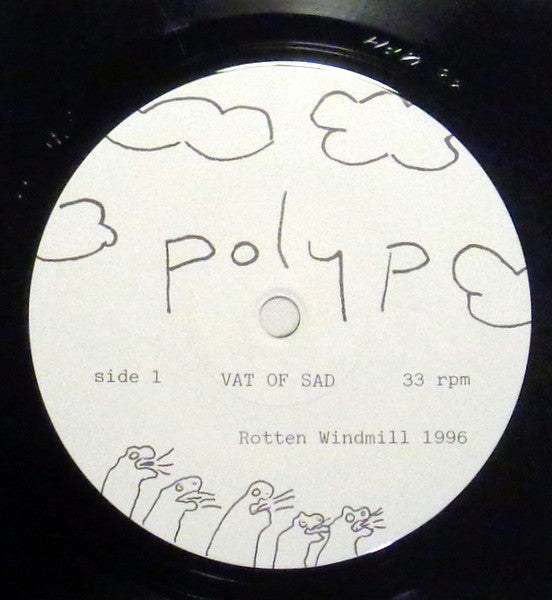 polyp
side 1 VAT OF SAD 33 rpm
Rotten Windmill 1996